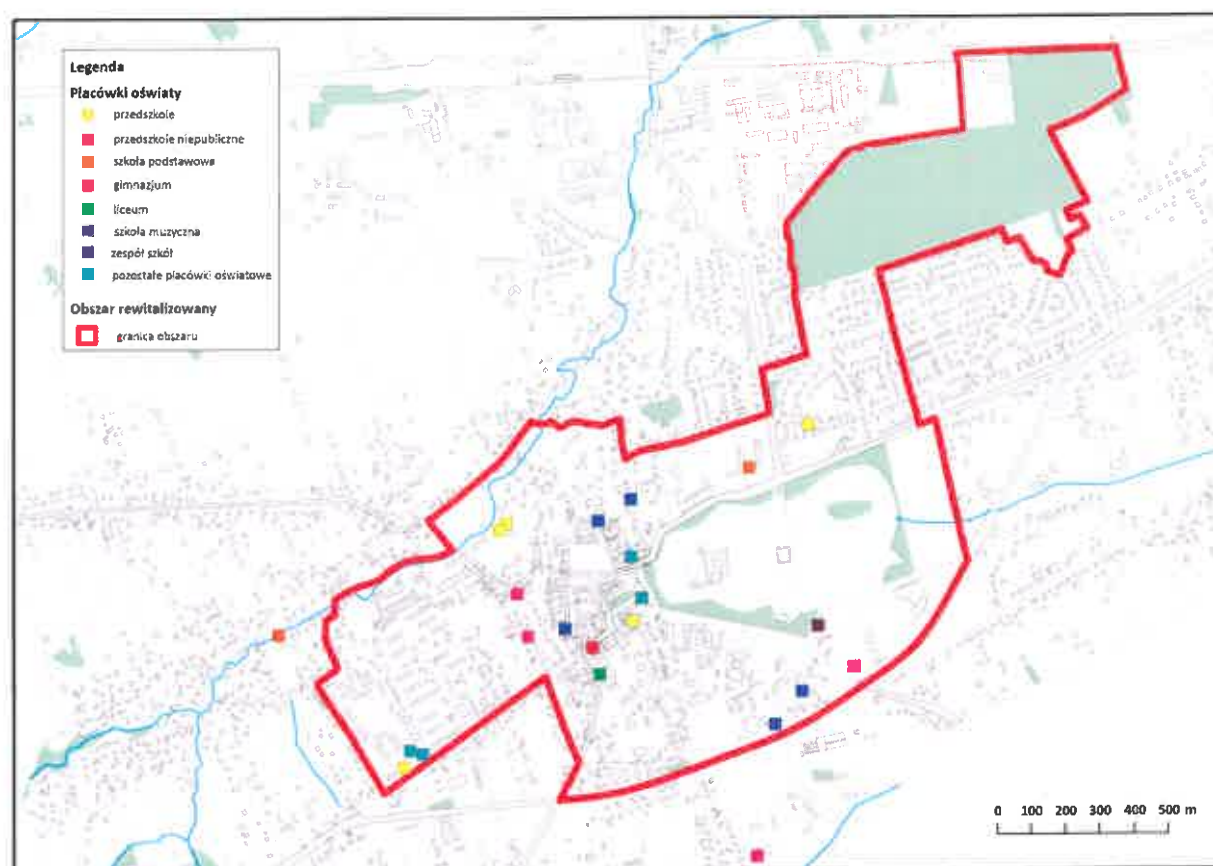 Legenda
Placówki oświaty
przedszkole
przedszkole niepubliczne
szkoła podstawowa
gimnazjum
liceum
szkoła muzyczna
zespół szkół
pozostałe placówki oświatowe
Obszar rewitalizowany
granica obszaru
0 100 200 300 400 500 m